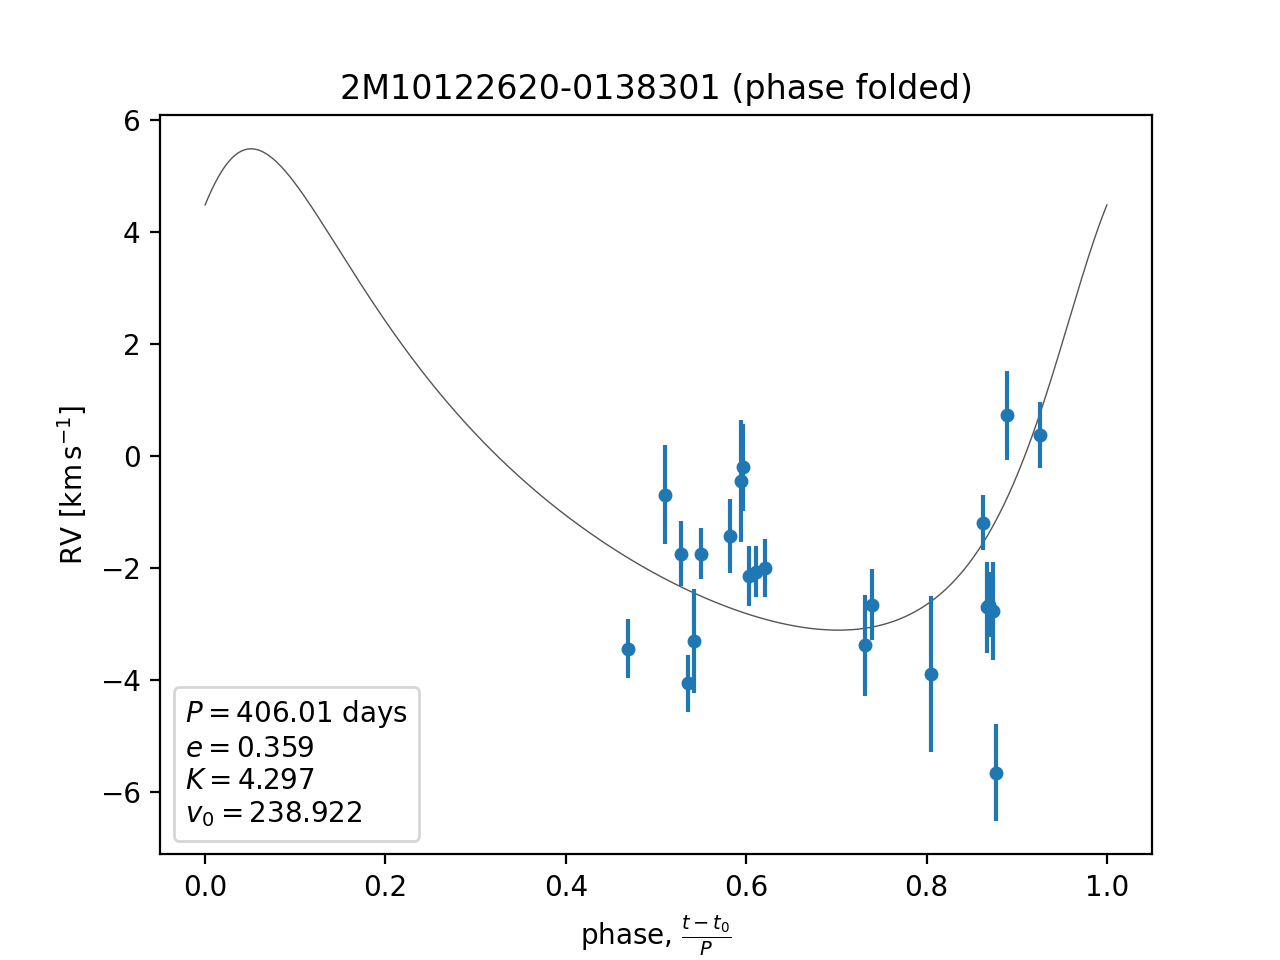 2M10122620-0138301 (phase folded)
6
4
2
0
−2
−4
−6
RV [km s⁻¹]
P = 406.01 days
e = 0.359
K = 4.297
v₀ = 238.922
0.0 0.2 0.4 0.6 0.8 1.0
phase, (t − t₀)/P